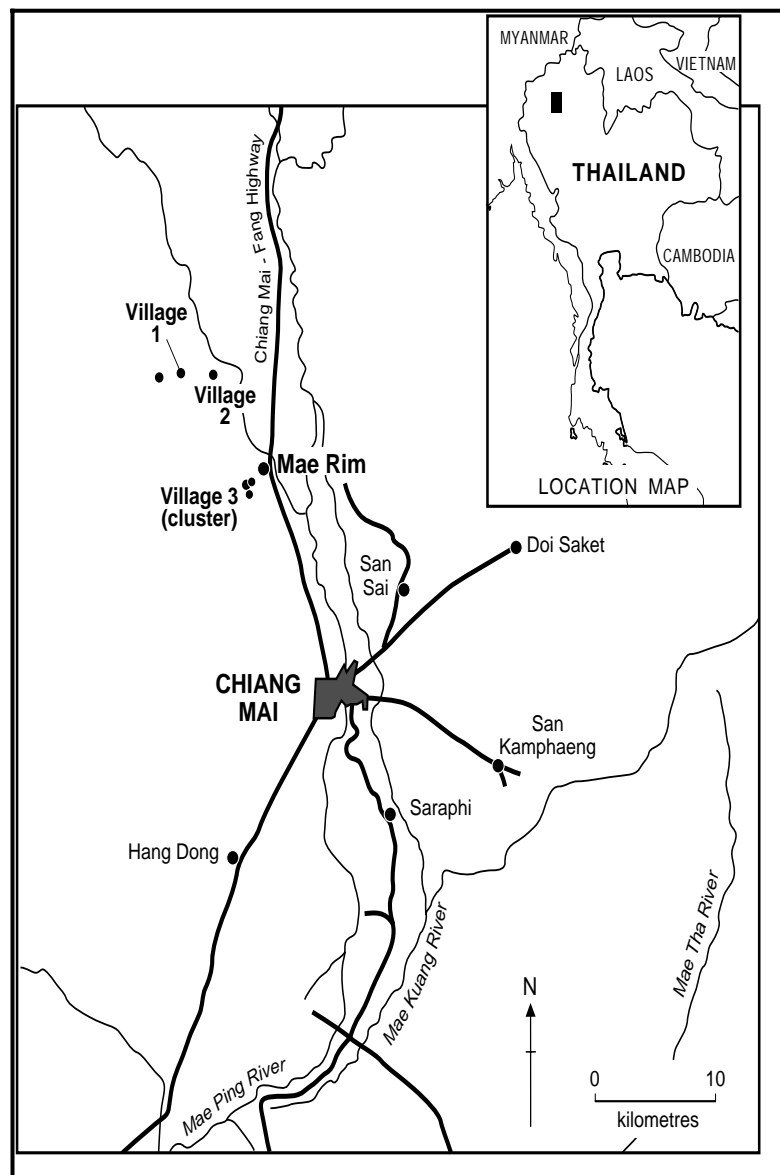 MYANMAR
LAOS
VIETNAM
THAILAND
CAMBODIA
LOCATION MAP
Chiang Mai - Fang Highway
Village
1
Village
2
Mae Rim
Village 3
(cluster)
Doi Saket
San
Sai
CHIANG
MAI
San
Kamphaeng
Saraphi
Hang Dong
Mae Kuang River
Mae Tha River
Mae Ping River
N
0 10
kilometres